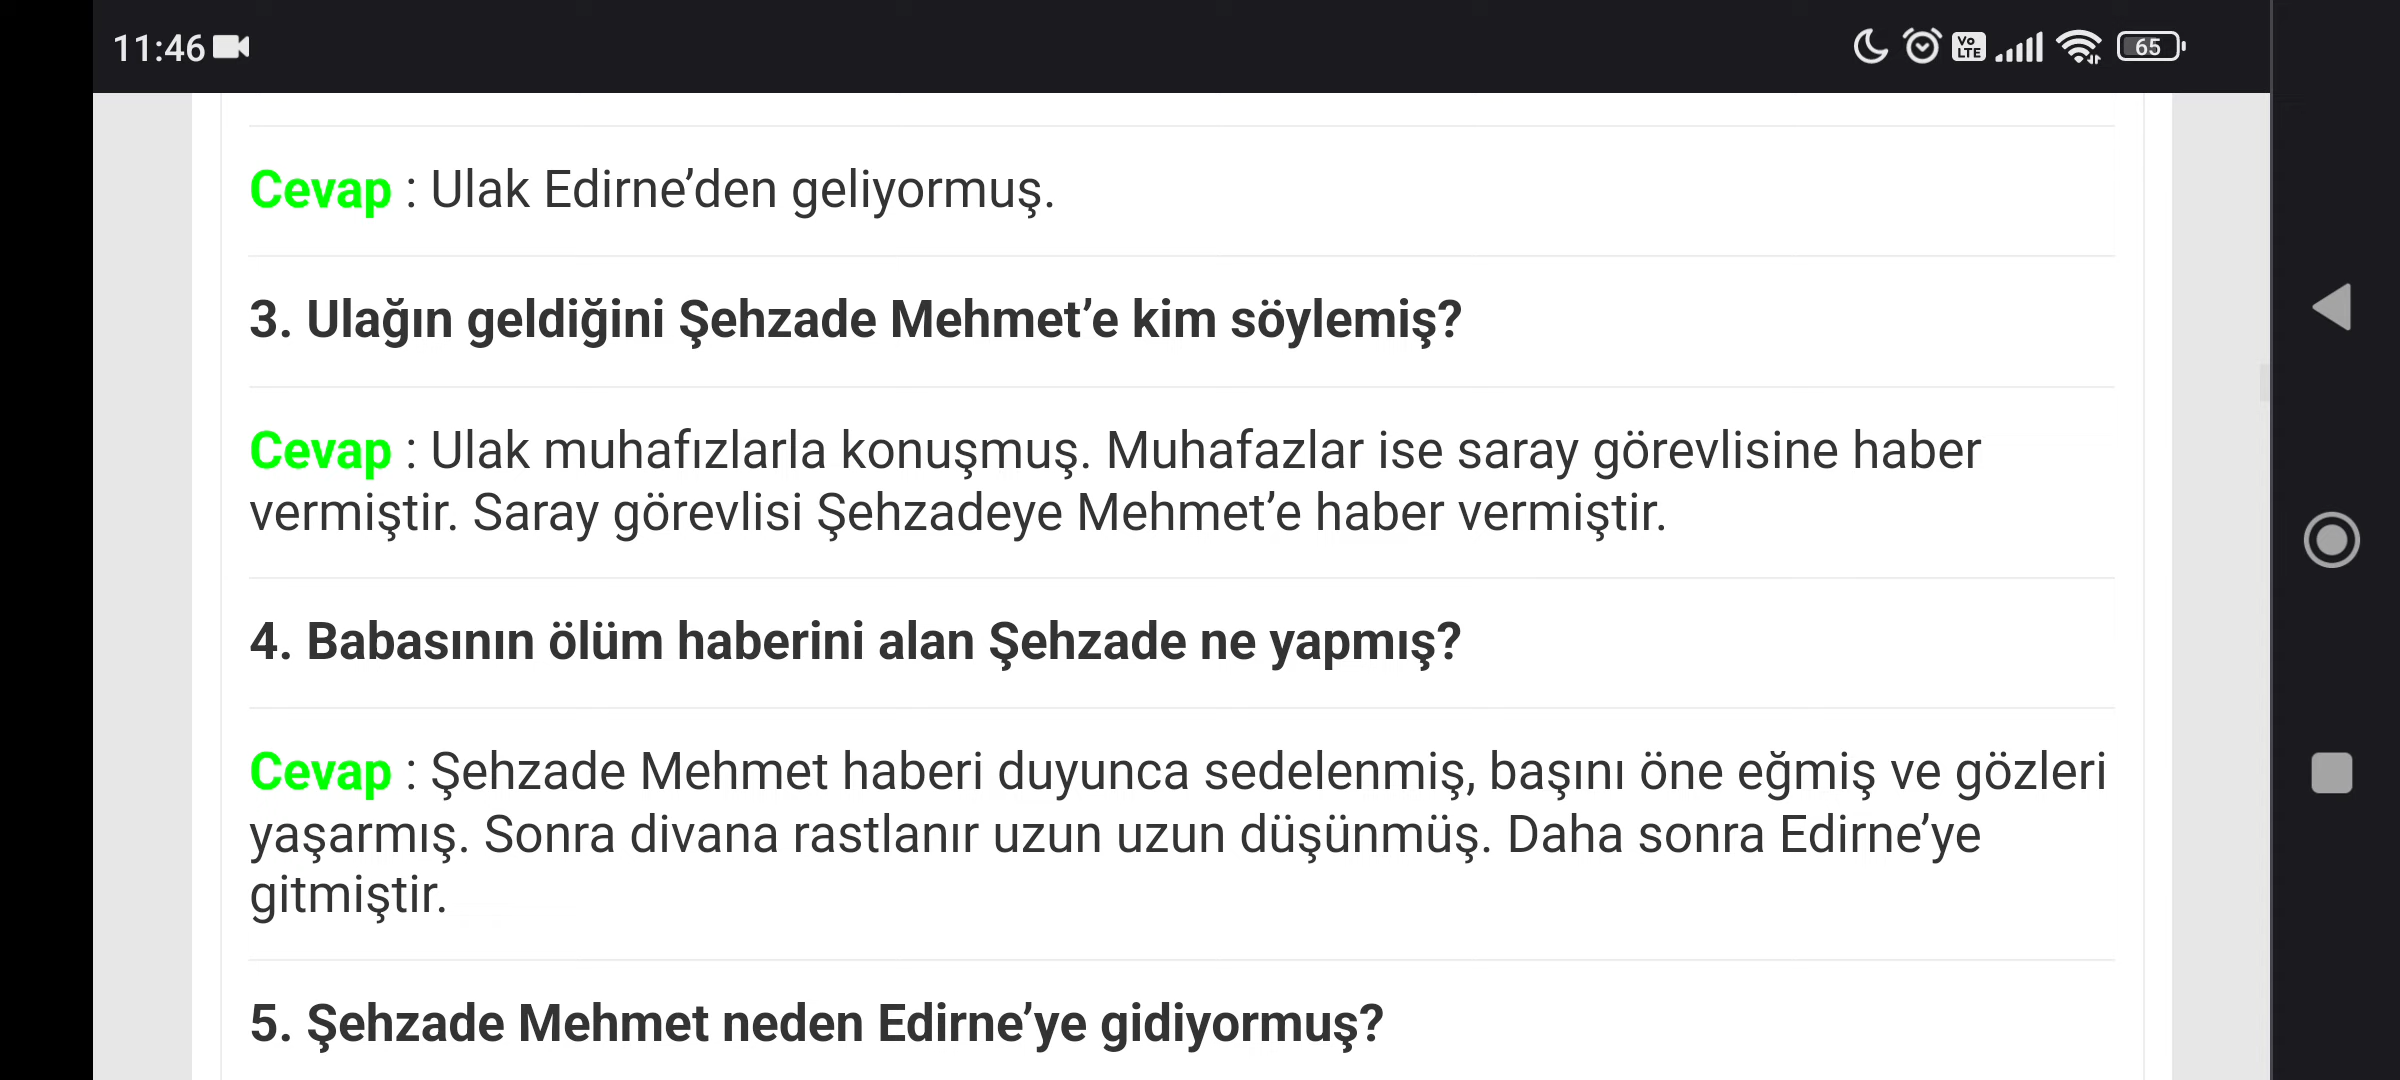 11:46
Vo
LTE
65
Cevap : Ulak Edirne’den geliyormuş.
3. Ulağın geldiğini Şehzade Mehmet’e kim söylemiş?
Cevap : Ulak muhafızlarla konuşmuş. Muhafazlar ise saray görevlisine haber
vermiştir. Saray görevlisi Şehzadeye Mehmet’e haber vermiştir.
4. Babasının ölüm haberini alan Şehzade ne yapmış?
Cevap : Şehzade Mehmet haberi duyunca sedelenmiş, başını öne eğmiş ve gözleri
yaşarmış. Sonra divana rastlanır uzun uzun düşünmüş. Daha sonra Edirne’ye
gitmiştir.
5. Şehzade Mehmet neden Edirne’ye gidiyormuş?